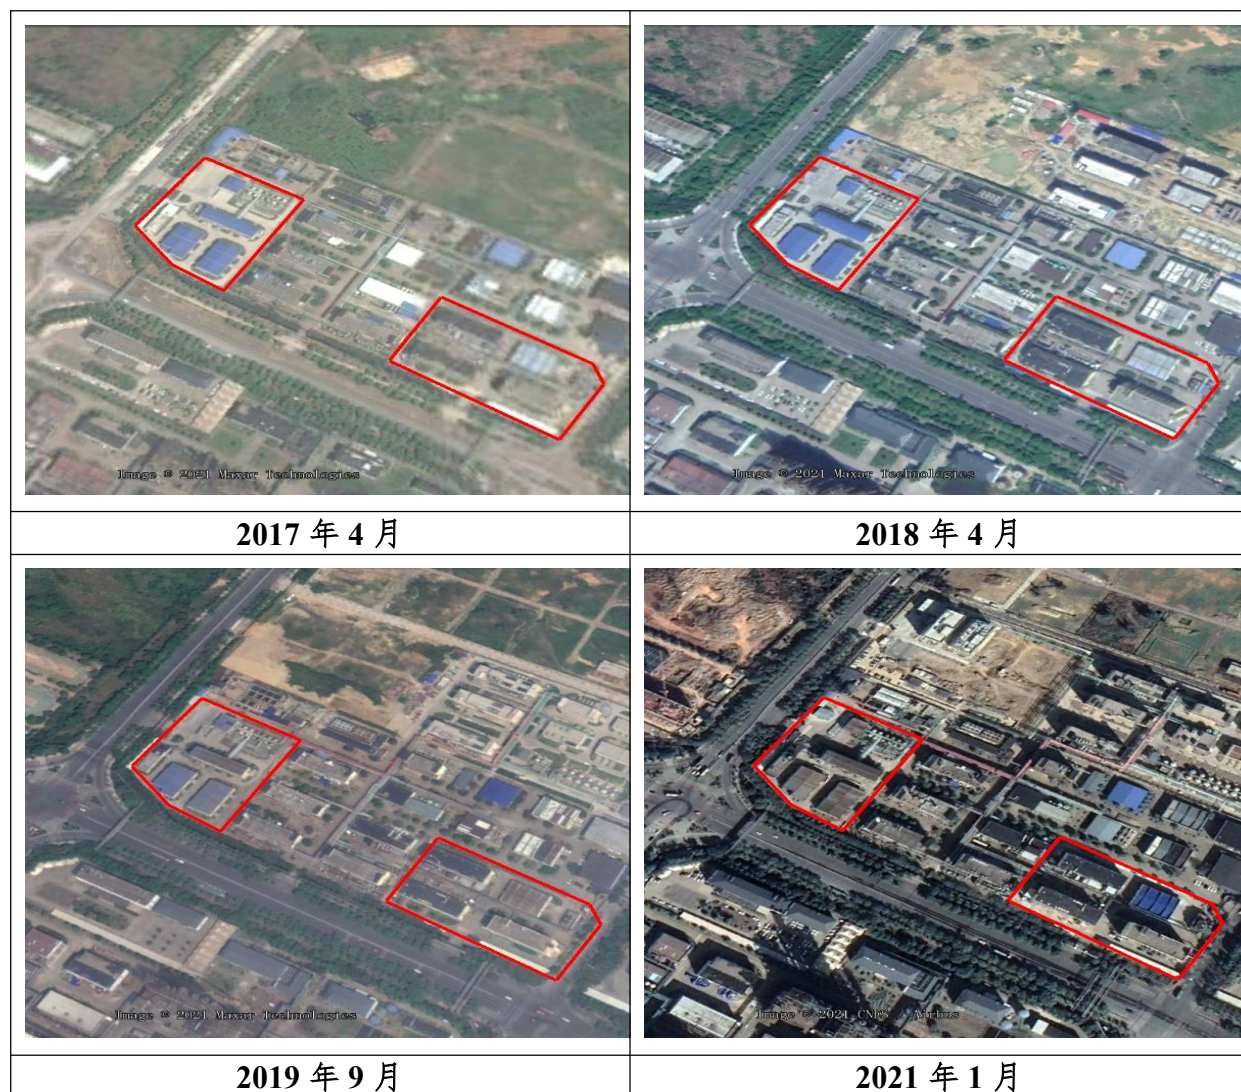 Image © 2021 Maxar Technologies
Image © 2021 Maxar Technologies
2017 年 4 月
2018 年 4 月
Image © 2021 Maxar Technologies
Image © 2021 CNES / Airbus
2019 年 9 月
2021 年 1 月